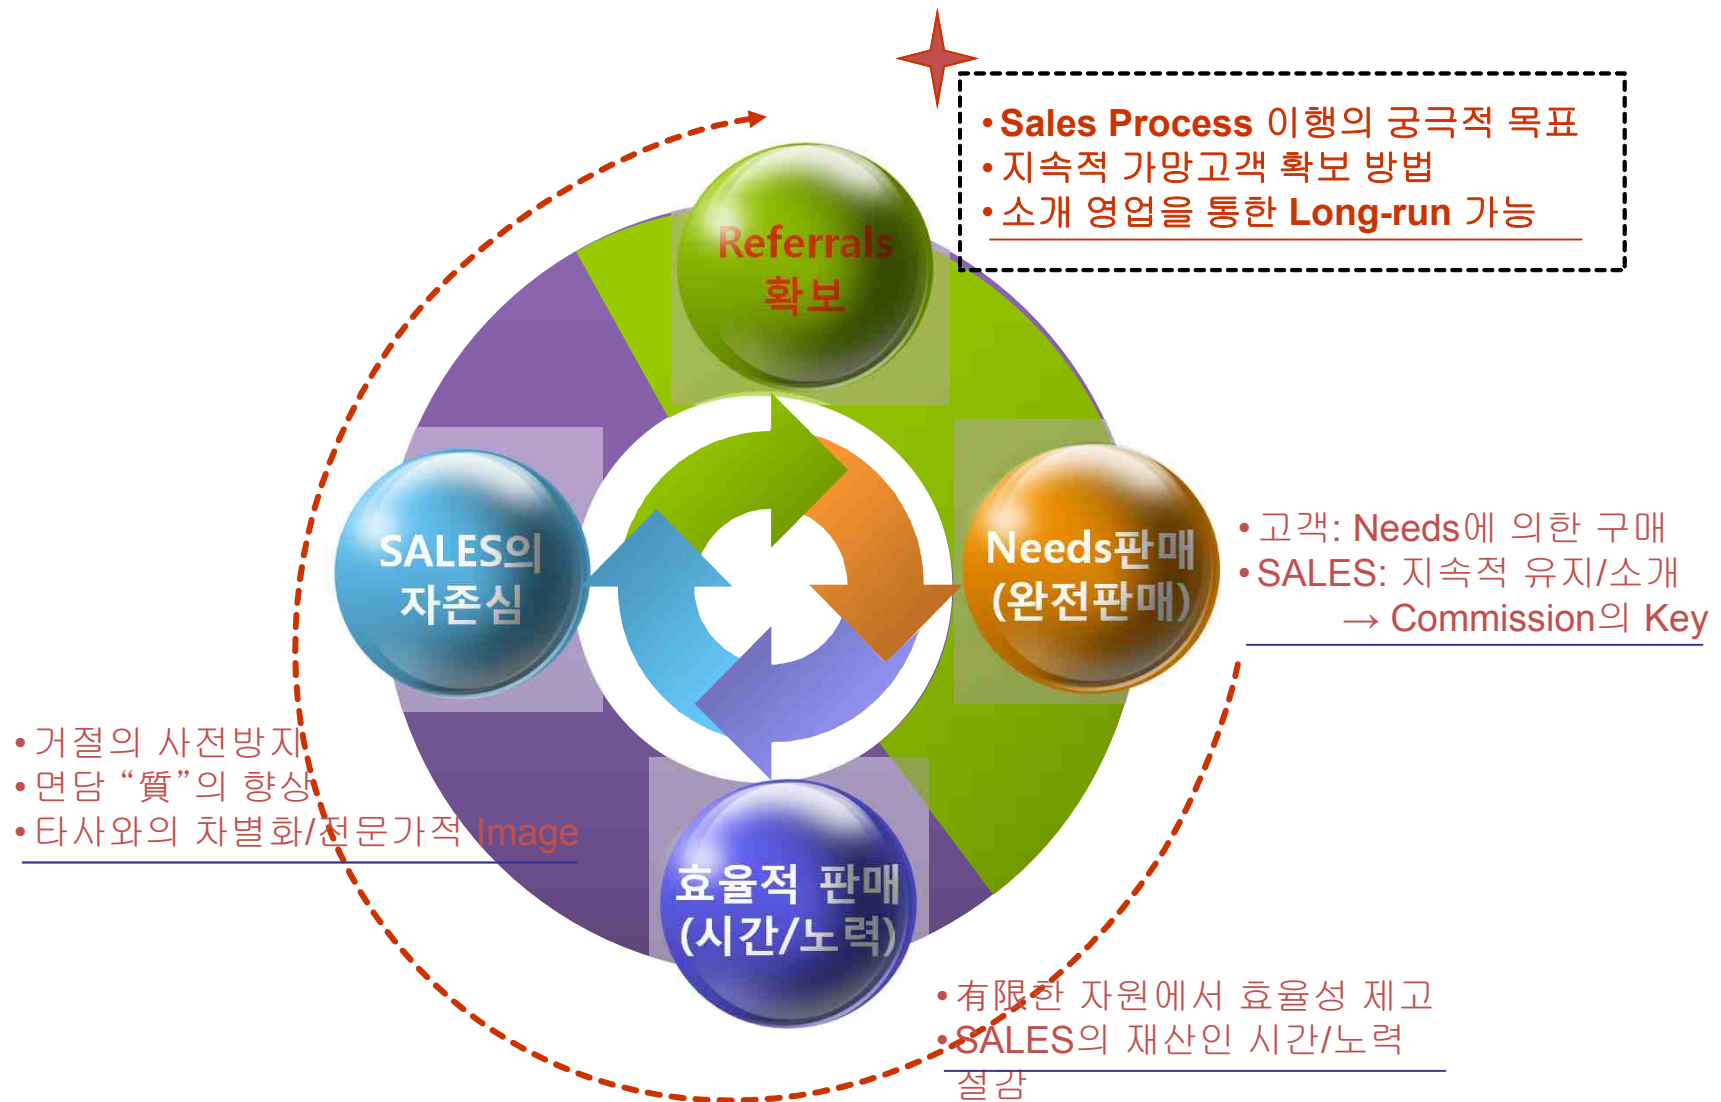 • Sales Process 이행의 궁극적 목표
• 지속적 가망고객 확보 방법
• 소개 영업을 통한 Long-run 가능
Referrals
확보
SALES의
자존심
Needs판매
(완전판매)
• 고객: Needs에 의한 구매
• SALES: 지속적 유지/소개
→ Commission의 Key
• 거절의 사전방지
• 면담 “質”의 향상
• 타사와의 차별화/전문가적 Image
효율적 판매
(시간/노력)
• 有限한 자원에서 효율성 제고
• SALES의 재산인 시간/노력
절감